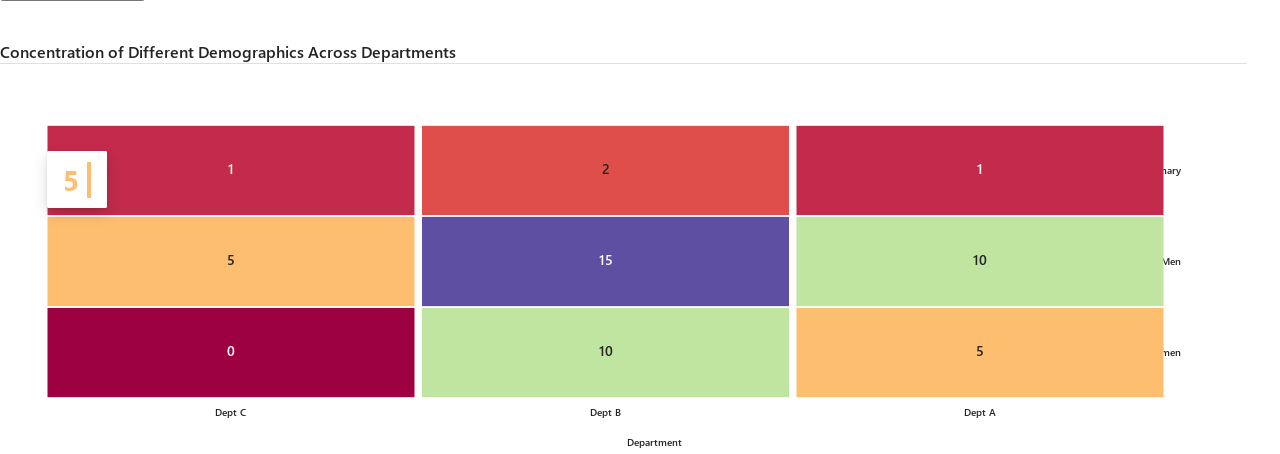 Concentration of Different Demographics Across Departments
1 2 1
5
5 15 10 Men
0 10 5
Dept C Dept B Dept A
Department